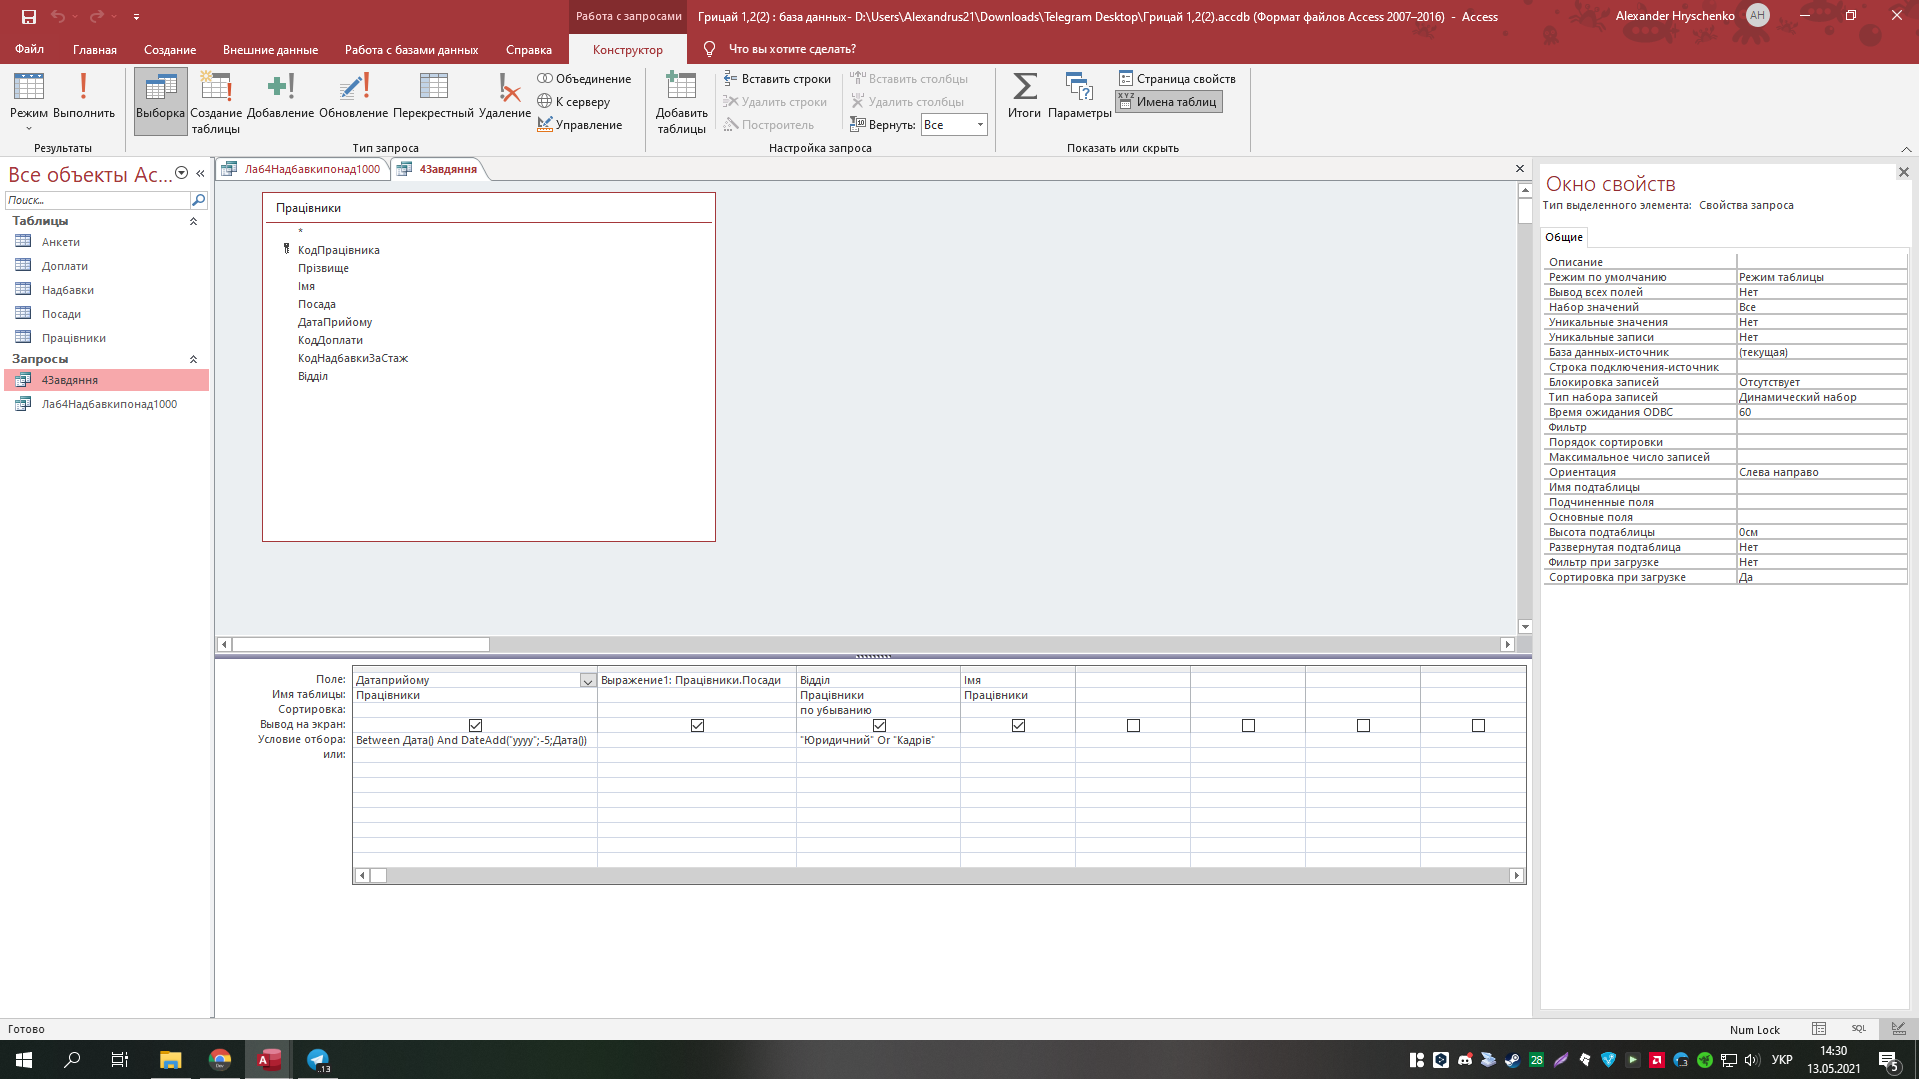 Работа с запросами
Грицай 1,2(2) : база данных- D:\Users\Alexandrus21\Downloads\Telegram Desktop\Грицай 1,2(2).accdb (Формат файлов Access 2007–2016) - Access
Alexander Hryschenko
AH
Файл
Главная
Создание
Внешние данные
Работа с базами данных
Справка
Конструктор
Что вы хотите сделать?
Режим
Выполнить
Результаты
Выборка
Создание таблицы
Добавление
Обновление
Перекрестный
Удаление
Объединение
К серверу
Управление
Тип запроса
Добавить таблицы
Вставить строки
Удалить строки
Построитель
Вставить столбцы
Удалить столбцы
Вернуть: Все
Настройка запроса
Итоги
Параметры
Страница свойств
XYZ
Имена таблиц
Показать или скрыть
Все объекты Ac...
Поиск...
Таблицы
Анкети
Доплати
Надбавки
Посади
Працівники
Запросы
4Завдяння
Лаб4Надбавкипонад1000
Лаб4Надбавкипонад1000
4Завдяння
Працівники
*
КодПрацівника
Прізвище
Імя
Посада
ДатаПрийому
КодДоплати
КодНадбавкиЗаСтаж
Відділ
Поле: Датаприйому Выражение1: Працівники.Посади Відділ Імя
Имя таблицы: Працівники Працівники Працівники
Сортировка: по убыванию
Вывод на экран:
Условие отбора: Between Дата() And DateAdd("yyyy";-5;Дата()) "Юридичний" Or "Кадрів"
или:
Окно свойств
Тип выделенного элемента: Свойства запроса
Общие
Описание
Режим по умолчанию Режим таблицы
Вывод всех полей Нет
Набор значений Все
Уникальные значения Нет
Уникальные записи Нет
База данных-источник (текущая)
Строка подключения-источник
Блокировка записей Отсутствует
Тип набора записей Динамический набор
Время ожидания ODBC 60
Фильтр
Порядок сортировки
Максимальное число записей
Ориентация Слева направо
Имя подтаблицы
Подчиненные поля
Основные поля
Высота подтаблицы 0см
Развернутая подтаблица Нет
Фильтр при загрузке Нет
Сортировка при загрузке Да
Готово
Num Lock
SQL
..13
28
УКР
14:30
13.05.2021
5